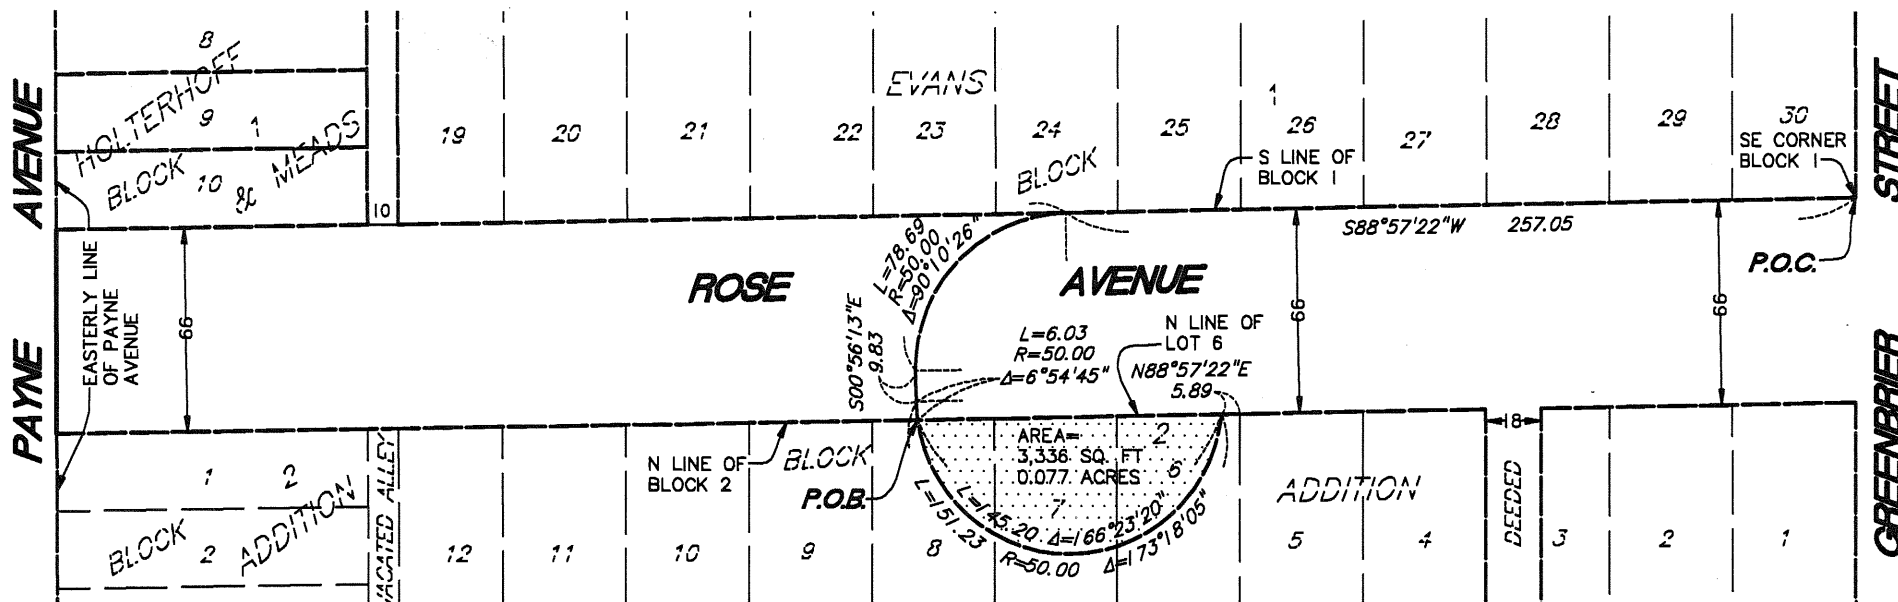 PAYNE AVENUE
8
HOLTERHOFF
9 1
BLOCK & MEADS
10
10
19 20 21 22 23 24 25 26 27 28 29 30
EVANS
1
BLOCK
S LINE OF
BLOCK 1
SE CORNER
BLOCK 1
GREENBRIER STREET
S88°57'22"W 257.05
P.O.C.
EASTERLY LINE
OF PAYNE
AVENUE
66
ROSE AVENUE
L=78.69
R=50.00
Δ=90°10'26"
66
66
S00°56'13"E
9.83
L=6.03
R=50.00
Δ=6°54'45"
N LINE OF
LOT 6
N88°57'22"E
5.89
18
1 2
BLOCK 2 ADDITION
VACATED ALLEY
N LINE OF
BLOCK 2
BLOCK
P.O.B.
AREA=
3,336 SQ. FT
0.077 ACRES
2
6
7
L=145.20 Δ=166°23'20"
L=151.23
R=50.00 Δ=173°18'05"
ADDITION
DEEDED
12 11 10 9 8 5 4 3 2 1